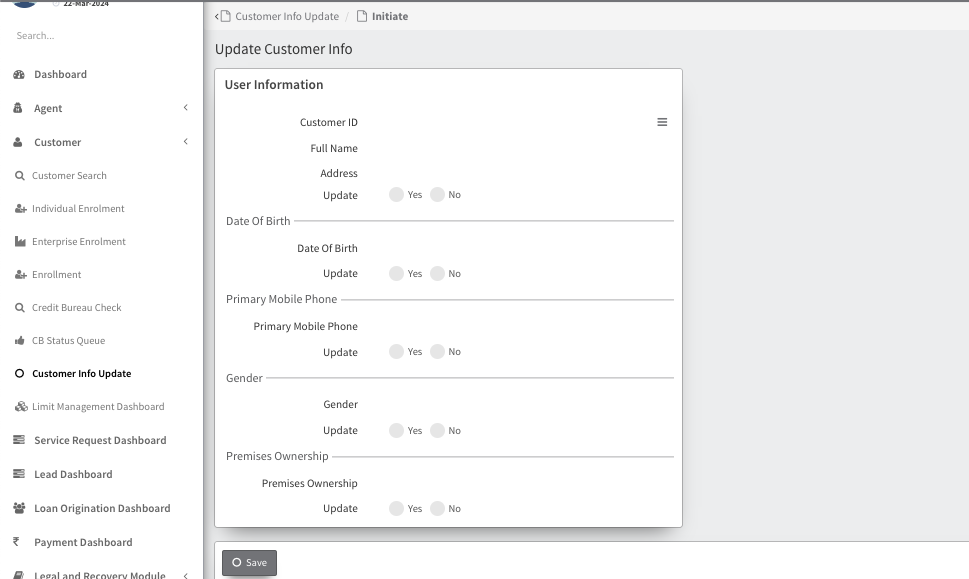 22-Mar-2024
Search...
Dashboard
Agent
Customer
Customer Search
Individual Enrolment
Enterprise Enrolment
Enrollment
Credit Bureau Check
CB Status Queue
Customer Info Update
Limit Management Dashboard
Service Request Dashboard
Lead Dashboard
Loan Origination Dashboard
₹ Payment Dashboard
Legal and Recovery Module
Customer Info Update / Initiate
Update Customer Info
User Information
Customer ID
Full Name
Address
Update Yes No
Date Of Birth
Date Of Birth
Update Yes No
Primary Mobile Phone
Primary Mobile Phone
Update Yes No
Gender
Gender
Update Yes No
Premises Ownership
Premises Ownership
Update Yes No
Save